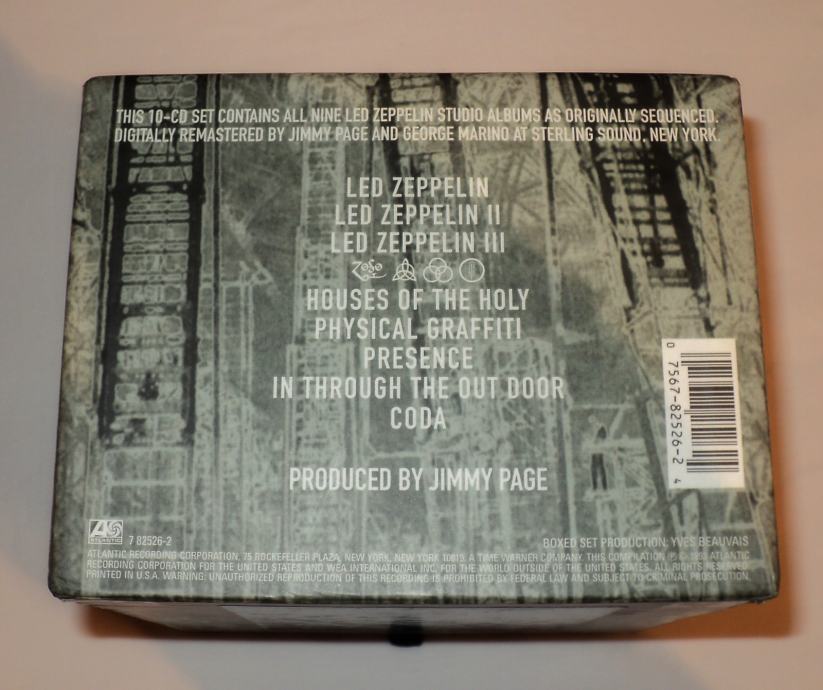 THIS 10-CD SET CONTAINS ALL NINE LED ZEPPELIN STUDIO ALBUMS AS ORIGINALLY SEQUENCED.
DIGITALLY REMASTERED BY JIMMY PAGE AND GEORGE MARINO AT STERLING SOUND, NEW YORK.
LED ZEPPELIN
LED ZEPPELIN II
LED ZEPPELIN III
ZoSo
HOUSES OF THE HOLY
PHYSICAL GRAFFITI
PRESENCE
IN THROUGH THE OUT DOOR
CODA
PRODUCED BY JIMMY PAGE
0 7567-82526-2 4
ATLANTIC 7 82526-2
BOXED SET PRODUCTION: YVES BEAUVAIS
ATLANTIC RECORDING CORPORATION, 75 ROCKEFELLER PLAZA, NEW YORK, NEW YORK 10019. A TIME WARNER COMPANY. THIS COMPILATION ℗ © 1993 ATLANTIC
RECORDING CORPORATION FOR THE UNITED STATES AND WEA INTERNATIONAL INC. FOR THE WORLD OUTSIDE OF THE UNITED STATES. ALL RIGHTS RESERVED.
PRINTED IN U.S.A. WARNING: UNAUTHORIZED REPRODUCTION OF THIS RECORDING IS PROHIBITED BY FEDERAL LAW AND SUBJECT TO CRIMINAL PROSECUTION.